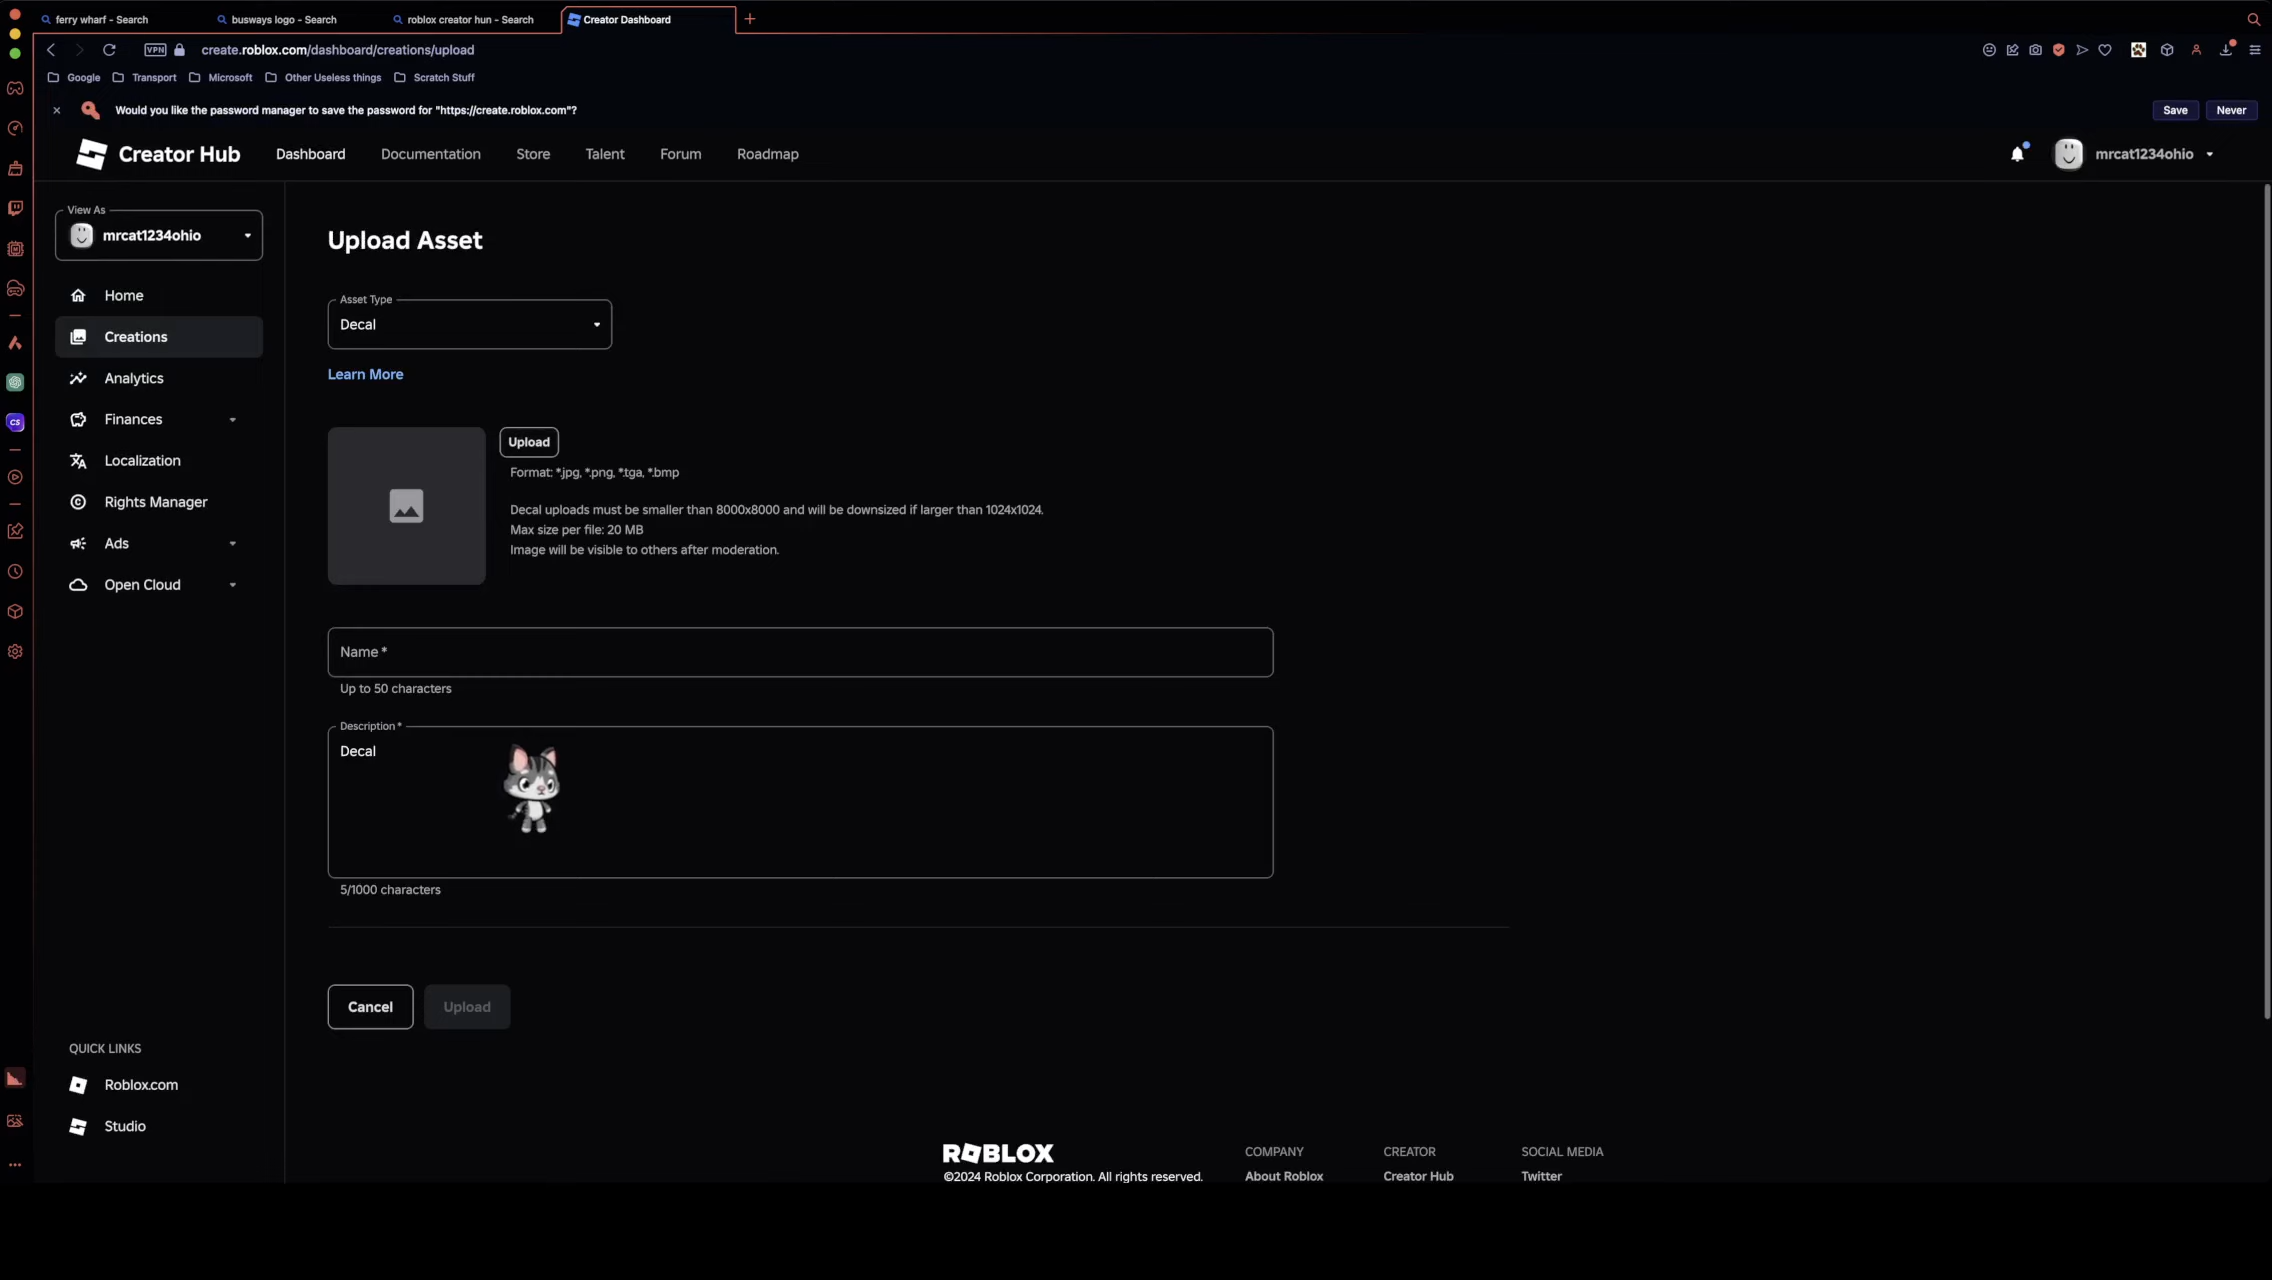 ferry wharf - Search
busways logo - Search
roblox creator hun - Search
Creator Dashboard
VPN
create.roblox.com/dashboard/creations/upload
Google
Transport
Microsoft
Other Useless things
Scratch Stuff
Would you like the password manager to save the password for "https://create.roblox.com"?
Save
Never
Creator Hub
Dashboard
Documentation
Store
Talent
Forum
Roadmap
mrcat1234ohio
View As
mrcat1234ohio
Home
Creations
Analytics
Finances
Localization
Rights Manager
Ads
Open Cloud
CS
QUICK LINKS
Roblox.com
Studio
Upload Asset
Asset Type
Decal
Learn More
Upload
Format: *.jpg, *.png, *.tga, *.bmp
Decal uploads must be smaller than 8000x8000 and will be downsized if larger than 1024x1024.
Max size per file: 20 MB
Image will be visible to others after moderation.
Name *
Up to 50 characters
Description *
Decal
5/1000 characters
Cancel
Upload
ROBLOX
©2024 Roblox Corporation. All rights reserved.
COMPANY
About Roblox
CREATOR
Creator Hub
SOCIAL MEDIA
Twitter